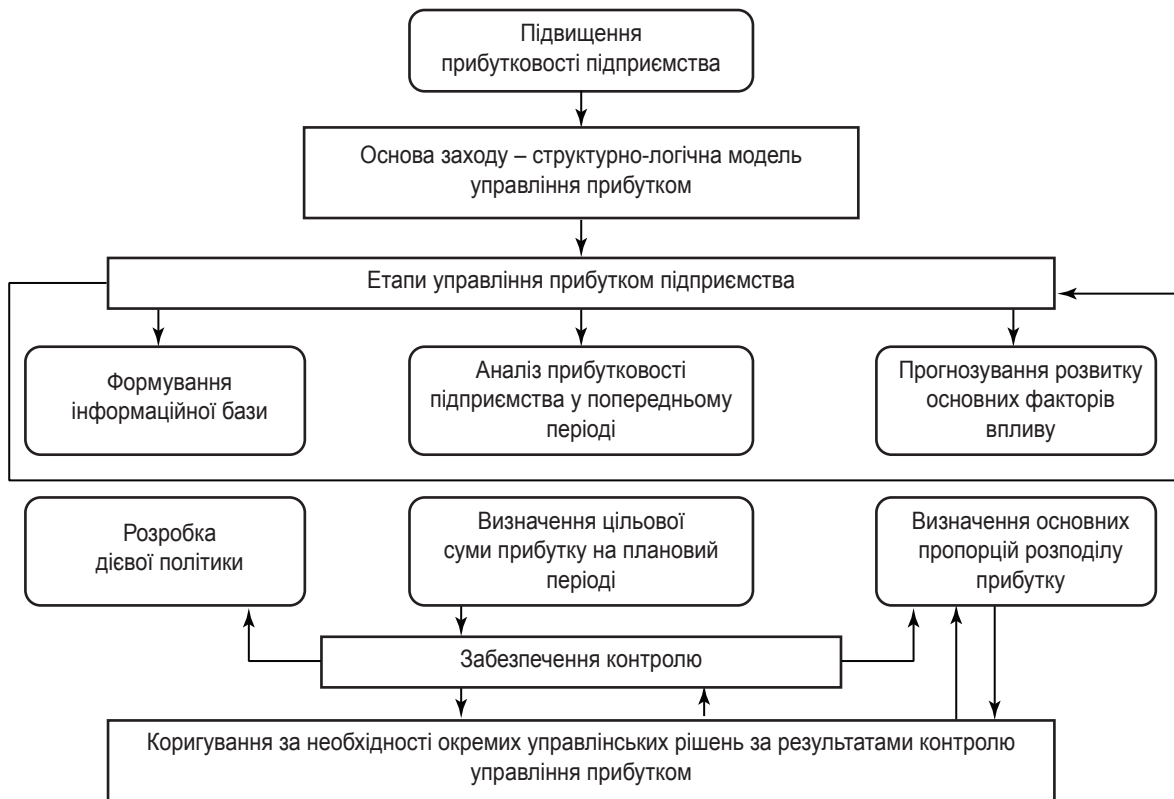 Підвищення
прибутковості підприємства
Основа заходу – структурно-логічна модель
управління прибутком
Етапи управління прибутком підприємства
Формування
інформаційної бази
Аналіз прибутковості
підприємства у попередньому
періоді
Прогнозування розвитку
основних факторів
впливу
Розробка
дієвої політики
Визначення цільової
суми прибутку на плановий
періоді
Визначення основних
пропорцій розподілу
прибутку
Забезпечення контролю
Коригування за необхідності окремих управлінських рішень за результатами контролю
управління прибутком